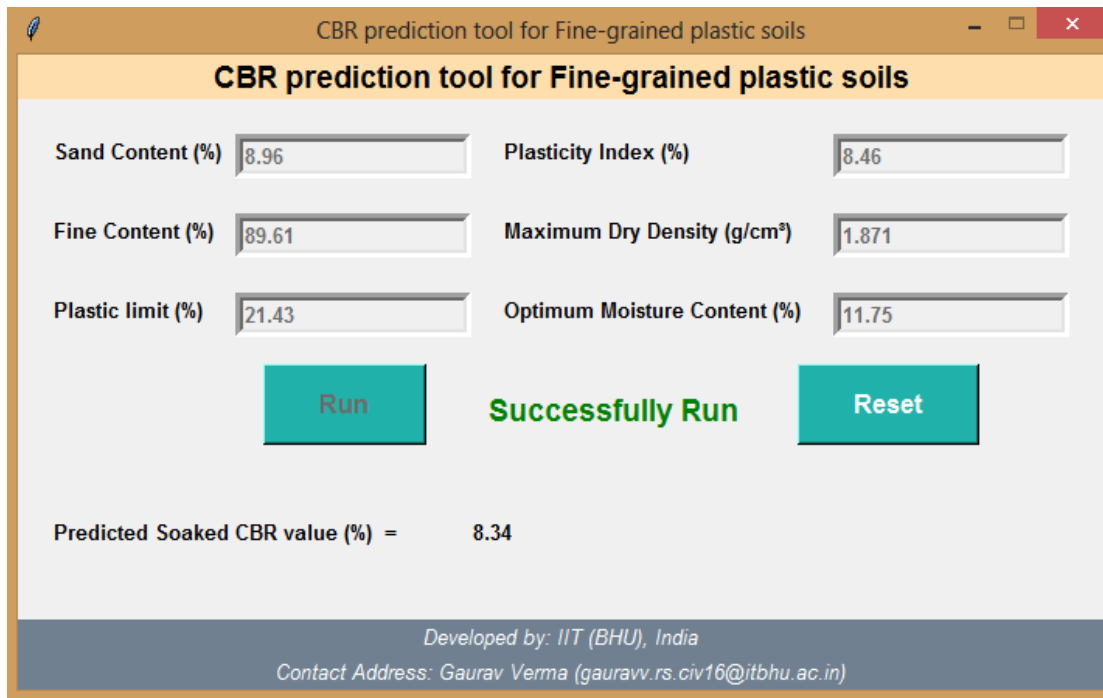 CBR prediction tool for Fine-grained plastic soils
CBR prediction tool for Fine-grained plastic soils
Sand Content (%) 8.96 Plasticity Index (%) 8.46
Fine Content (%) 89.61 Maximum Dry Density (g/cm³) 1.871
Plastic limit (%) 21.43 Optimum Moisture Content (%) 11.75
Run Successfully Run Reset
Predicted Soaked CBR value (%) = 8.34
Developed by: IIT (BHU), India
Contact Address: Gaurav Verma (gauravv.rs.civ16@itbhu.ac.in)